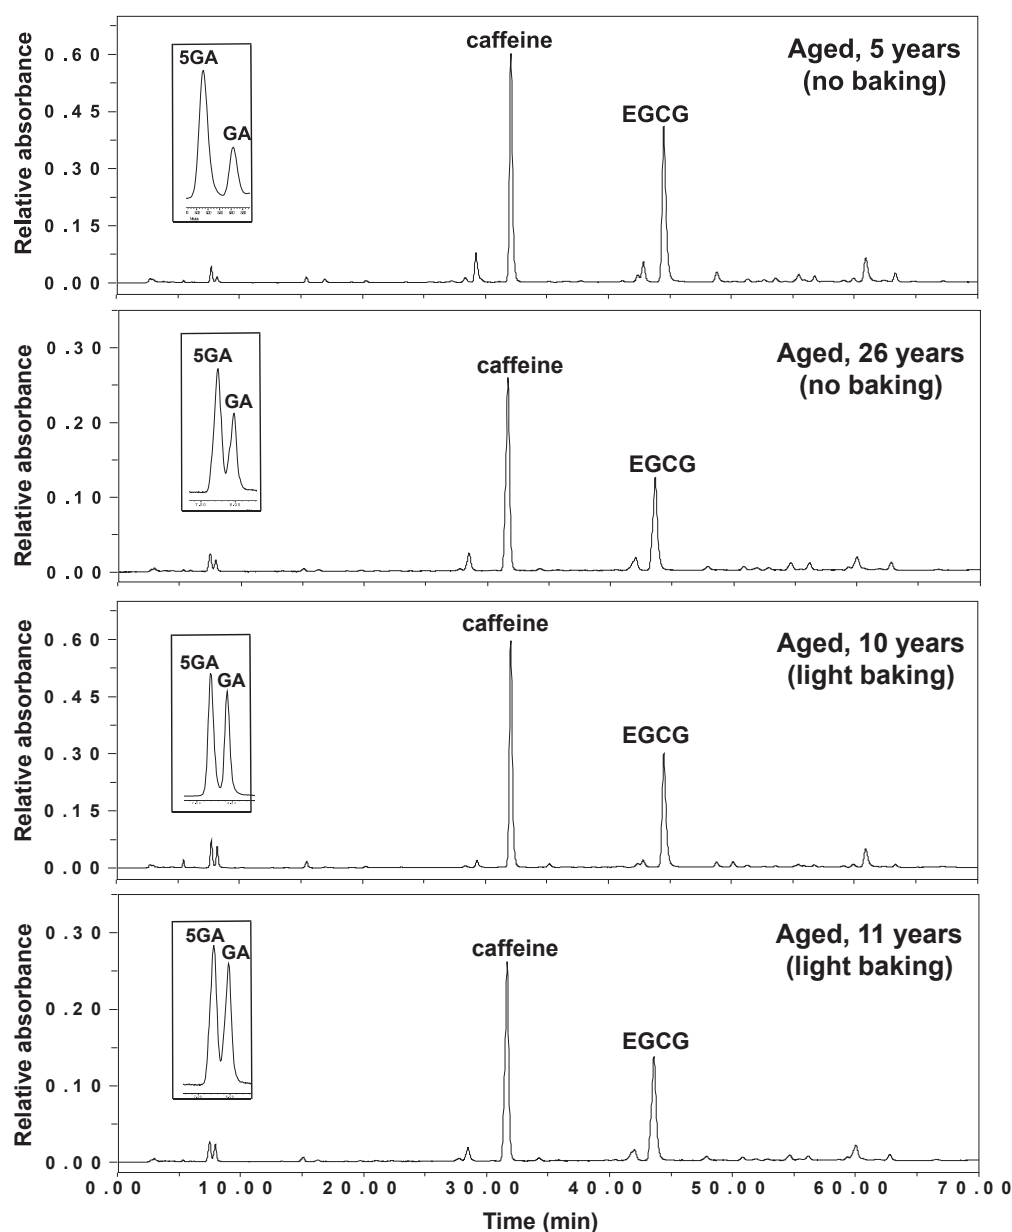 Relative absorbance
0.60
0.45
0.30
0.15
0.00
5GA
GA
caffeine
EGCG
Aged, 5 years
(no baking)
Relative absorbance
0.30
0.20
0.10
0.00
5GA
GA
caffeine
EGCG
Aged, 26 years
(no baking)
Relative absorbance
0.60
0.45
0.30
0.15
0.00
5GA
GA
caffeine
EGCG
Aged, 10 years
(light baking)
Relative absorbance
0.30
0.20
0.10
0.00
5GA
GA
caffeine
EGCG
Aged, 11 years
(light baking)
0.00 10.00 20.00 30.00 40.00 50.00 60.00 70.00
Time (min)